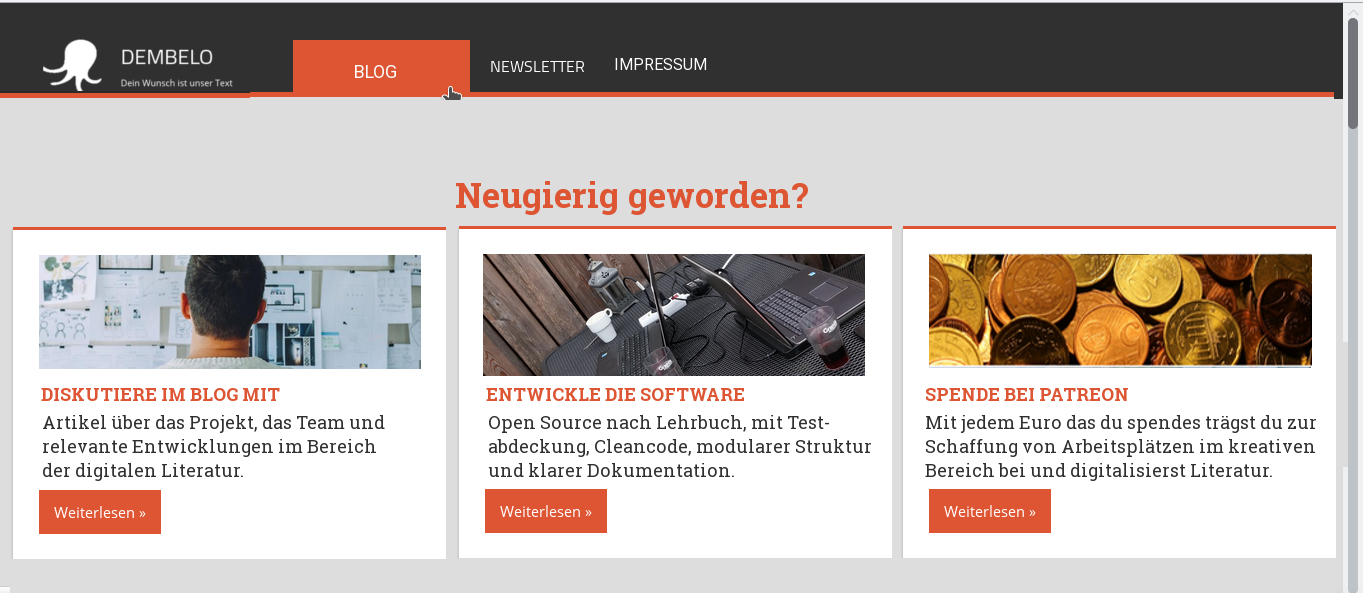 DEMBELO
Dein Wunsch ist unser Text
BLOG
NEWSLETTER
IMPRESSUM
Neugierig geworden?
DISKUTIERE IM BLOG MIT
Artikel über das Projekt, das Team und
relevante Entwicklungen im Bereich
der digitalen Literatur.
Weiterlesen »
ENTWICKLE DIE SOFTWARE
Open Source nach Lehrbuch, mit Test-
abdeckung, Cleancode, modularer Struktur
und klarer Dokumentation.
Weiterlesen »
SPENDE BEI PATREON
Mit jedem Euro das du spendes trägst du zur
Schaffung von Arbeitsplätzen im kreativen
Bereich bei und digitalisierst Literatur.
Weiterlesen »